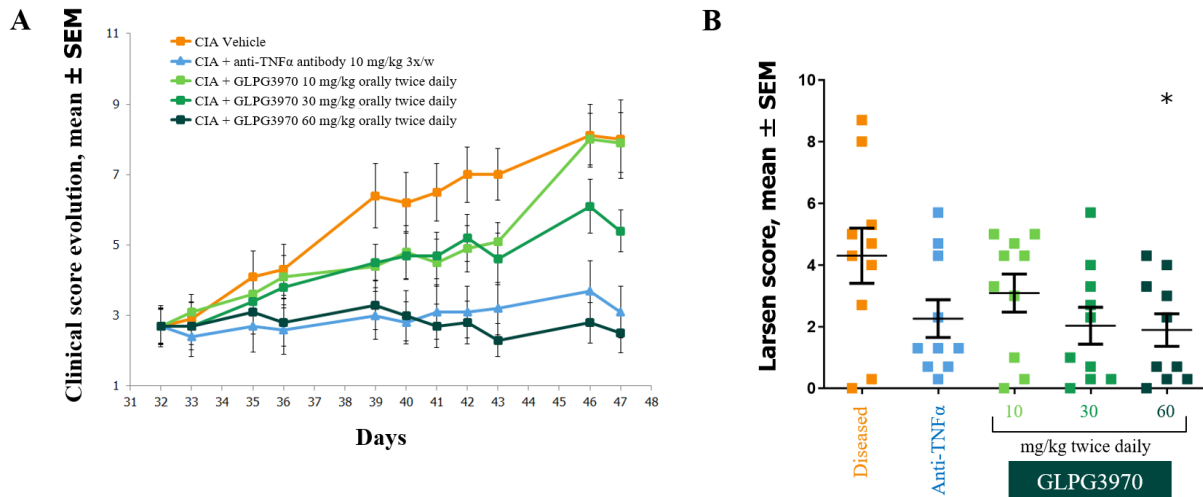 A
Clinical score evolution, mean ± SEM
11
9
7
5
3
1
CIA Vehicle
CIA + anti-TNFα antibody 10 mg/kg 3x/w
CIA + GLPG3970 10 mg/kg orally twice daily
CIA + GLPG3970 30 mg/kg orally twice daily
CIA + GLPG3970 60 mg/kg orally twice daily
31 32 33 34 35 36 37 38 39 40 41 42 43 44 45 46 47 48
Days
B
Larsen score, mean ± SEM
10
8
6
4
2
0
*
Diseased
Anti-TNFα
10 30 60
mg/kg twice daily
GLPG3970